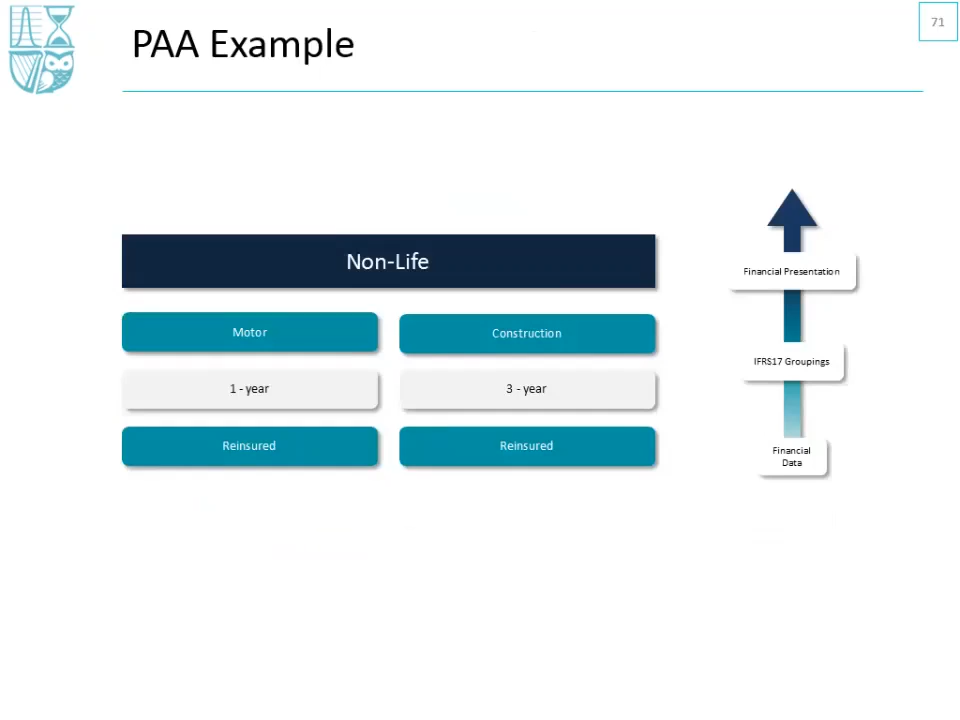 71
PAA Example
Non-Life
Motor
Construction
1 - year
3 - year
Reinsured
Reinsured
Financial Presentation
IFRS17 Groupings
Financial
Data